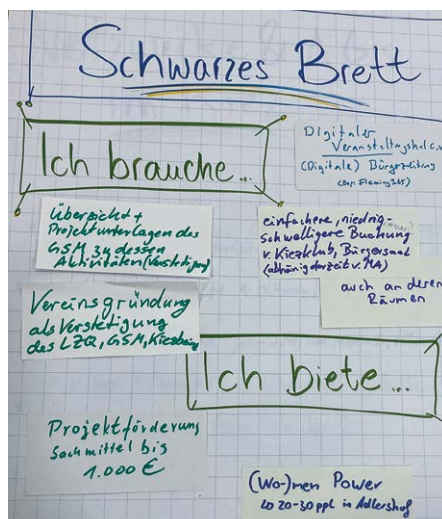 Schwarzes Brett
Ich brauche...
Digitaler
(Digitale) Bürgerzeitung
Übersicht +
Projektunterlagen des
GSM zu dessen
Aktivitäten (Verstetigung)
einfachere, niedrig-
schwelligere Buchung
v. Kiezklub, Bürgersaal
(abhängig derzeit v. MA)
auch an deren
Räumen
Vereinsgründung
als Verstetigung
des LZQ, GSM,
Ich biete...
Projektförderung
Sachmittel bis
1.000 €
(Wo-)men Power
20-30 ppl in Adlershof